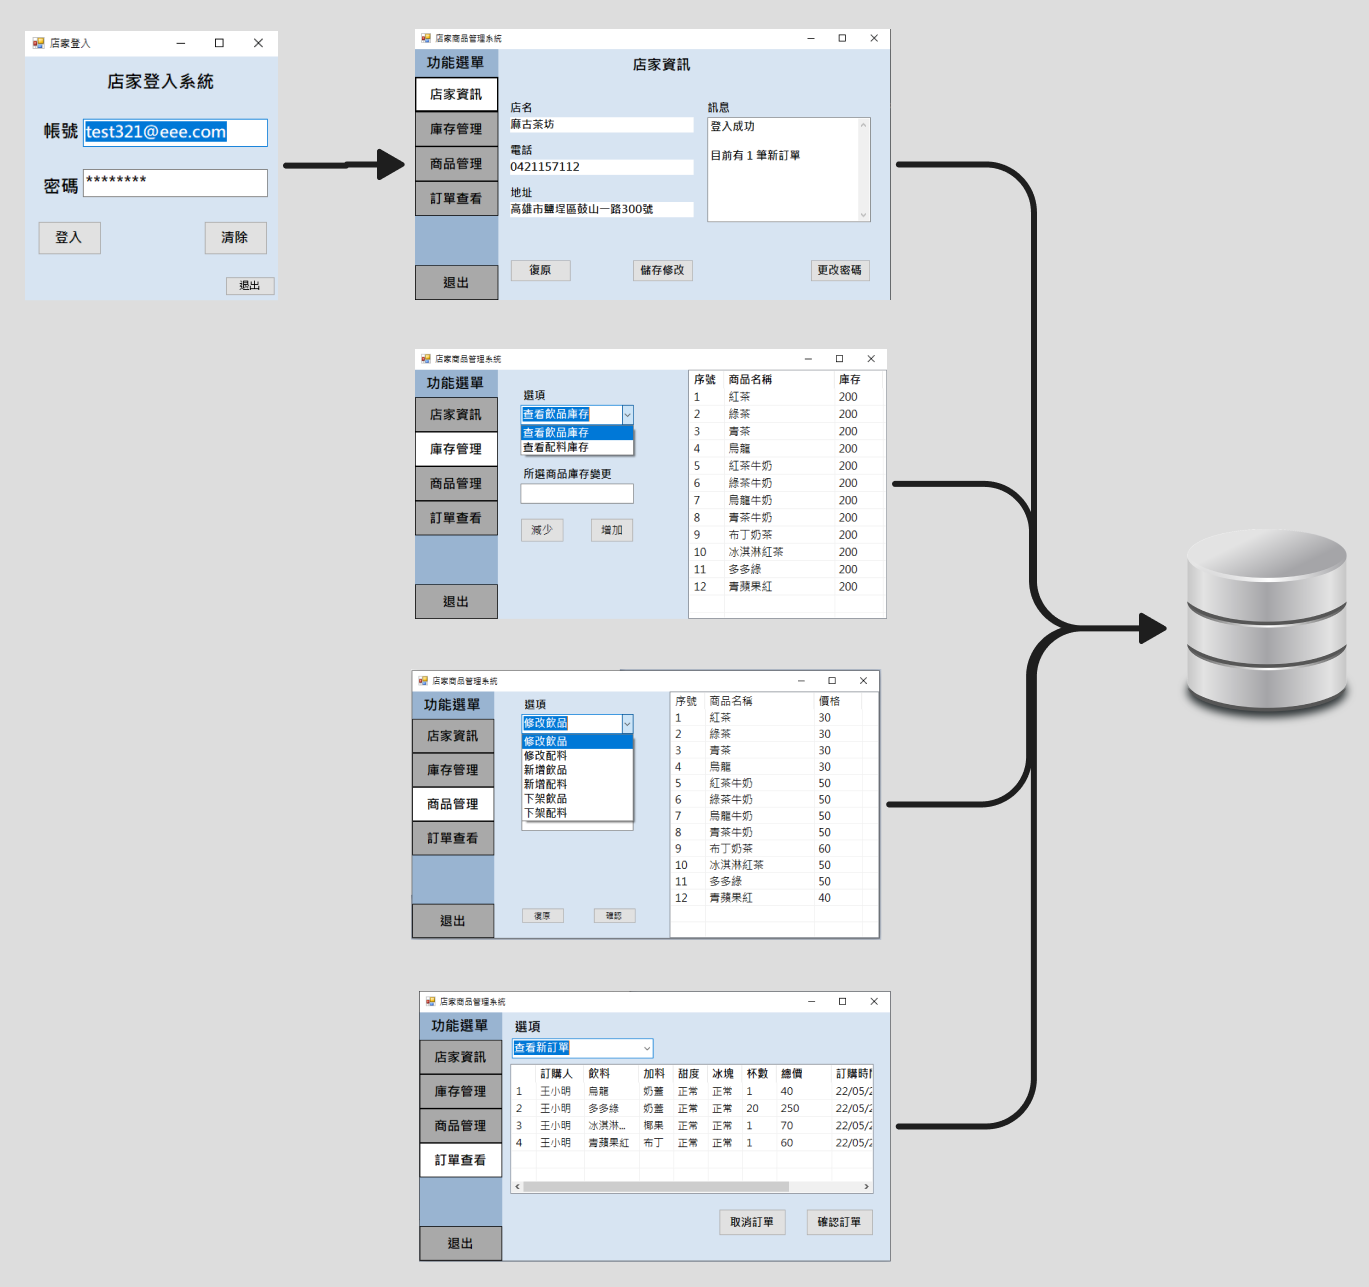 店家登入
店家登入系統
帳號 test321@eee.com
密碼 ********
登入 清除
退出
店家商品管理系統
功能選單
店家資訊
庫存管理
商品管理
訂單查看
退出
店家資訊
店名
麻古茶坊
電話
0421157112
地址
高雄市鹽埕區鼓山一路300號
訊息
登入成功
目前有 1 筆新訂單
復原 儲存修改 更改密碼
店家商品管理系統
功能選單
店家資訊
庫存管理
商品管理
訂單查看
退出
選項
查看飲品庫存
查看飲品庫存
查看配料庫存
所選商品庫存變更
減少 增加
序號 商品名稱 庫存
1 紅茶 200
2 綠茶 200
3 青茶 200
4 烏龍 200
5 紅茶牛奶 200
6 綠茶牛奶 200
7 烏龍牛奶 200
8 青茶牛奶 200
9 布丁奶茶 200
10 冰淇淋紅茶 200
11 多多綠 200
12 青蘋果紅 200
店家商品管理系統
功能選單
店家資訊
庫存管理
商品管理
訂單查看
退出
選項
修改飲品
修改飲品
修改配料
新增飲品
新增配料
下架飲品
下架配料
復原 確認
序號 商品名稱 價格
1 紅茶 30
2 綠茶 30
3 青茶 30
4 烏龍 30
5 紅茶牛奶 50
6 綠茶牛奶 50
7 烏龍牛奶 50
8 青茶牛奶 50
9 布丁奶茶 60
10 冰淇淋紅茶 50
11 多多綠 50
12 青蘋果紅 40
店家商品管理系統
功能選單
店家資訊
庫存管理
商品管理
訂單查看
退出
選項
查看新訂單
訂購人 飲料 加料 甜度 冰塊 杯數 總價 訂購時
1 王小明 烏龍 奶蓋 正常 正常 1 40 22/05/2
2 王小明 多多綠 奶蓋 正常 正常 20 250 22/05/2
3 王小明 冰淇淋... 椰果 正常 正常 1 70 22/05/2
4 王小明 青蘋果紅 布丁 正常 正常 1 60 22/05/2
取消訂單 確認訂單